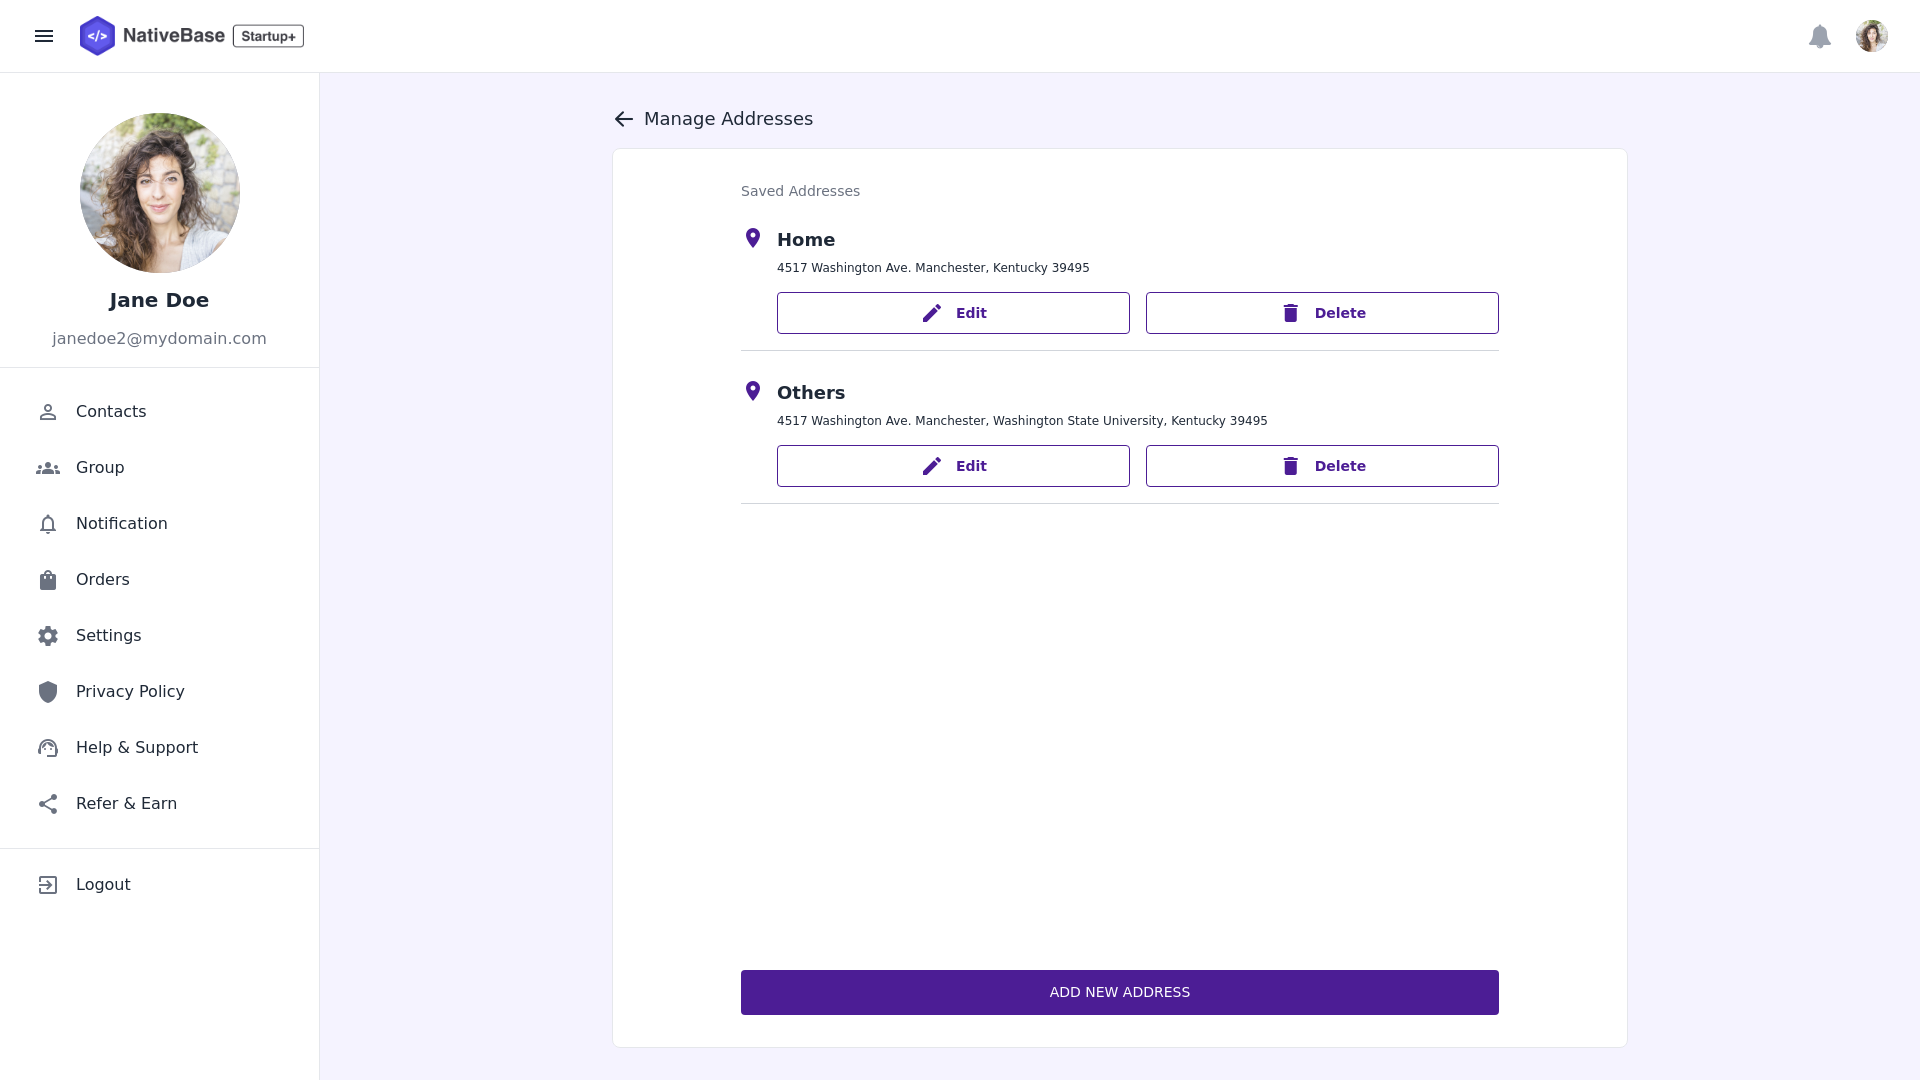 </> NativeBase Startup+
Jane Doe
janedoe2@mydomain.com
Contacts
Group
Notification
Orders
Settings
Privacy Policy
Help & Support
Refer & Earn
Logout
Manage Addresses
Saved Addresses
Home
4517 Washington Ave. Manchester, Kentucky 39495
Edit
Delete
Others
4517 Washington Ave. Manchester, Washington State University, Kentucky 39495
Edit
Delete
ADD NEW ADDRESS